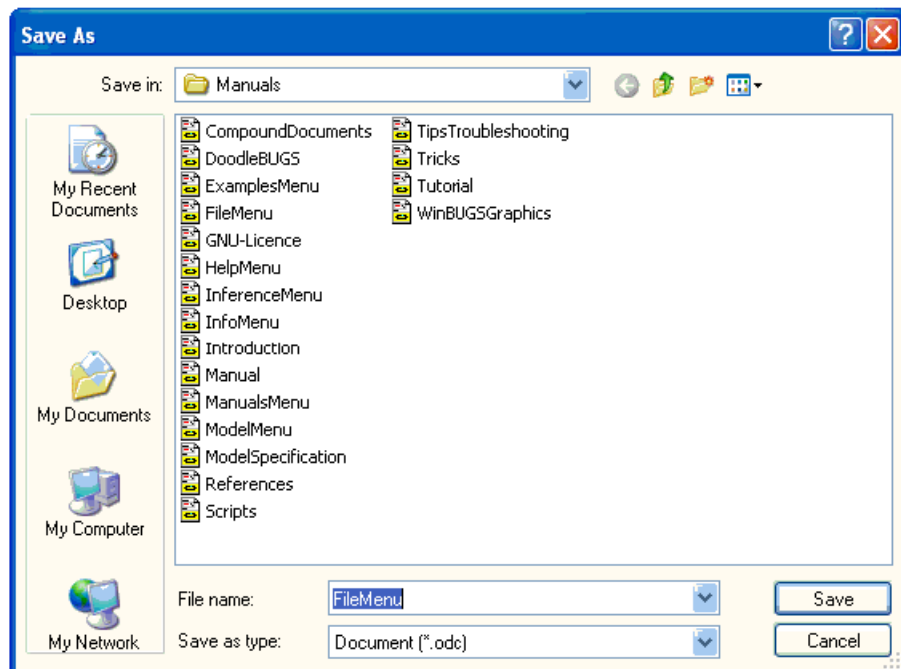 Save As
Save in: Manuals
My Recent
Documents
Desktop
My Documents
My Computer
My Network
CompoundDocuments
DoodleBUGS
ExamplesMenu
FileMenu
GNU-Licence
HelpMenu
InferenceMenu
InfoMenu
Introduction
Manual
ManualsMenu
ModelMenu
ModelSpecification
References
Scripts
TipsTroubleshooting
Tricks
Tutorial
WinBUGSGraphics
File name: FileMenu Save
Save as type: Document (*.odc) Cancel